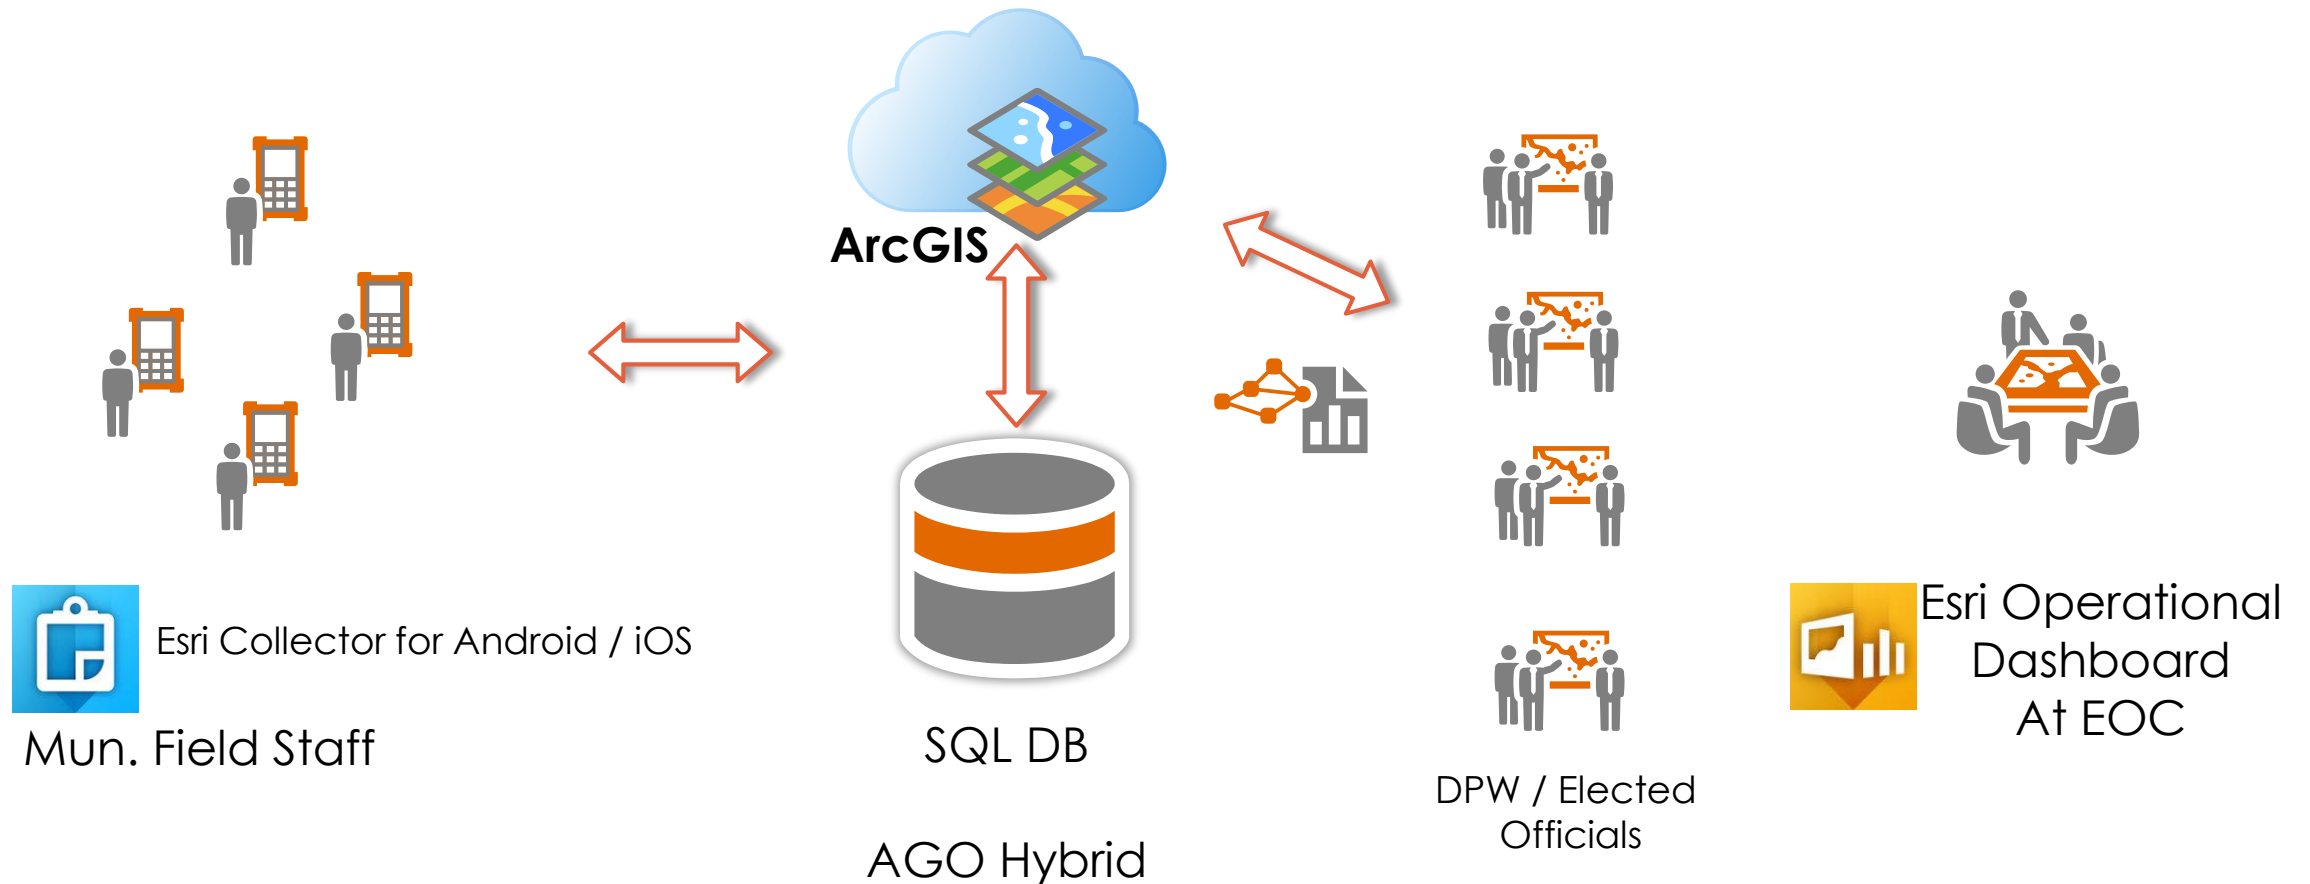 ArcGIS
Esri Collector for Android / iOS
Mun. Field Staff
SQL DB
AGO Hybrid
DPW / Elected
Officials
Esri Operational
Dashboard
At EOC